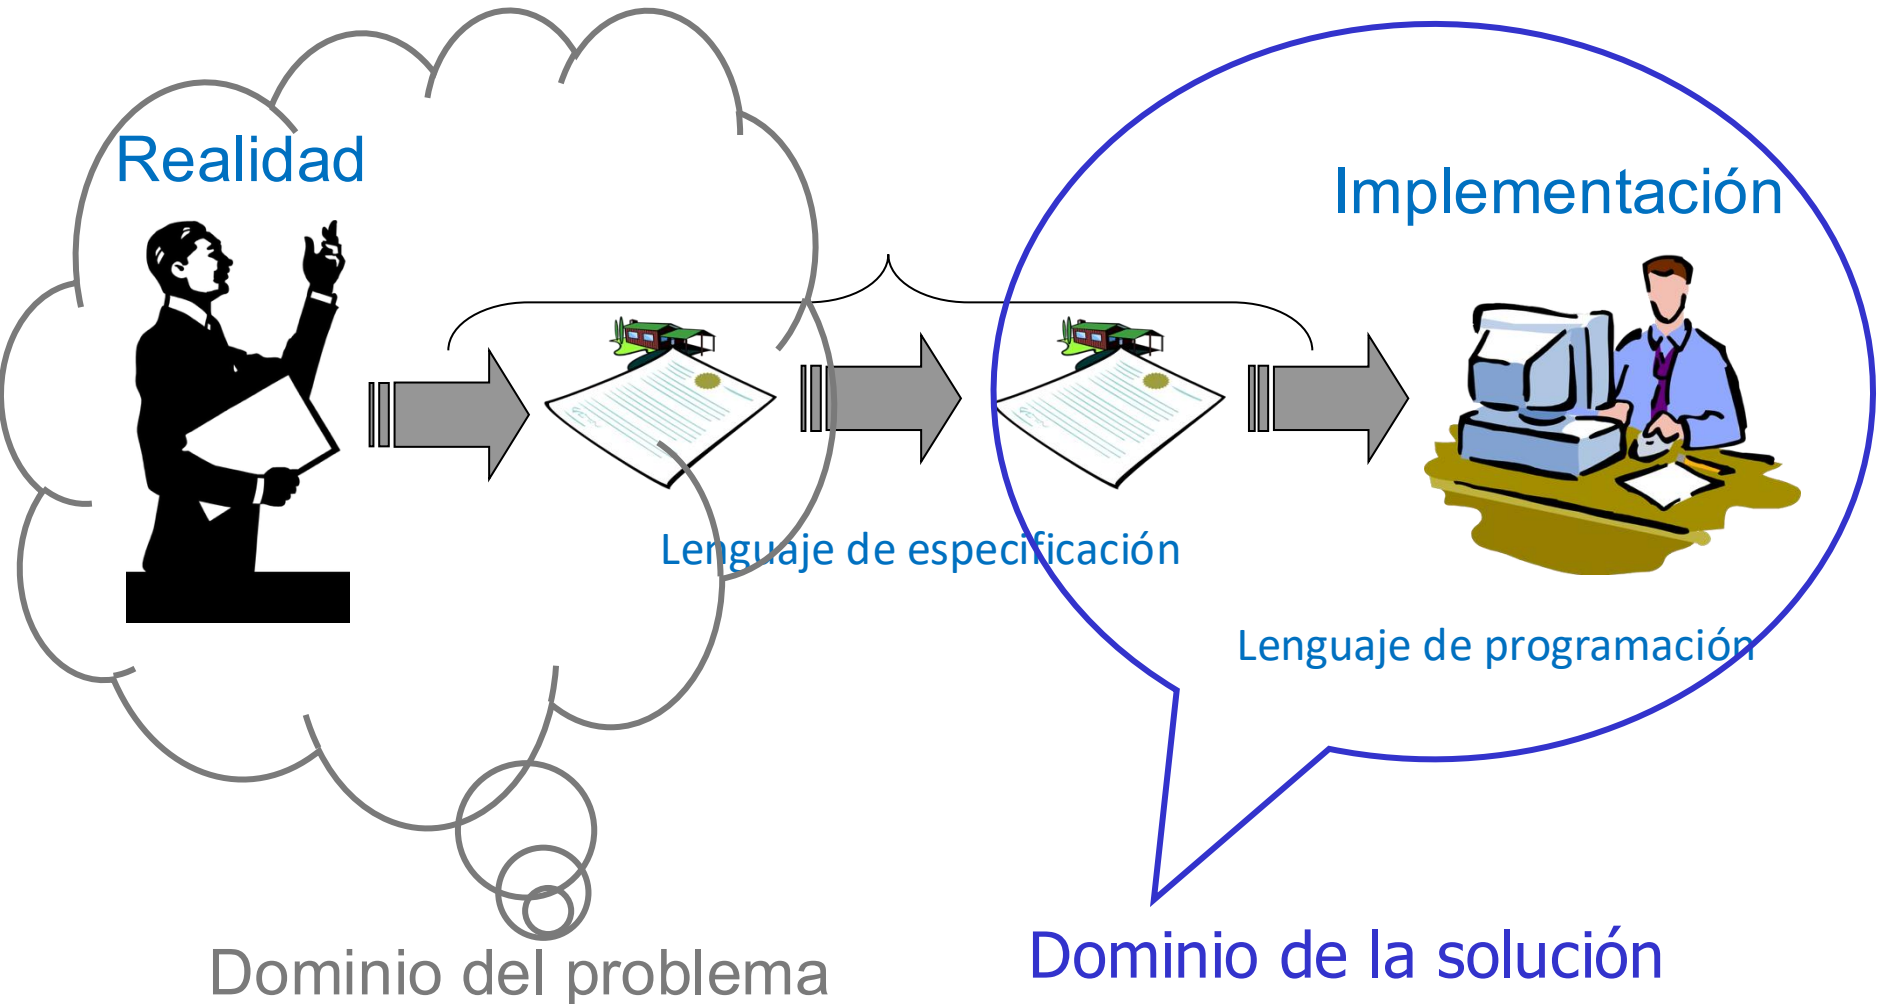 Realidad
Implementación
Lenguaje de especificación
Lenguaje de programación
Dominio de la solución
Dominio del problema